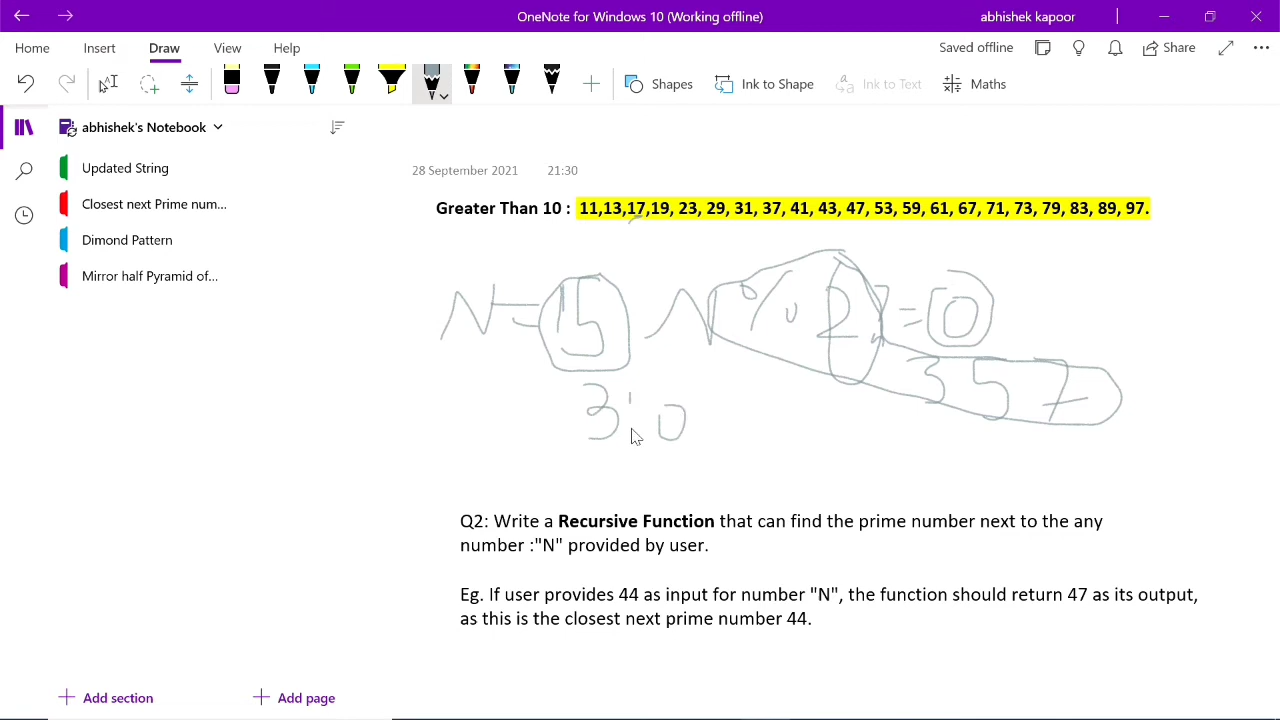 OneNote for Windows 10 (Working offline)
abhishek kapoor
Home Insert Draw View Help
Saved offline
Share
Shapes
Ink to Shape
Ink to Text
Maths
abhishek's Notebook
Updated String
Closest next Prime num...
Dimond Pattern
Mirror half Pyramid of...
28 September 2021 21:30
Greater Than 10 : 11,13,17,19, 23, 29, 31, 37, 41, 43, 47, 53, 59, 61, 67, 71, 73, 79, 83, 89, 97.
N=15 N % 2 = 0
3 5 7
3 0
Q2: Write a Recursive Function that can find the prime number next to the any
number :"N" provided by user.
Eg. If user provides 44 as input for number "N", the function should return 47 as its output,
as this is the closest next prime number 44.
Add section
Add page